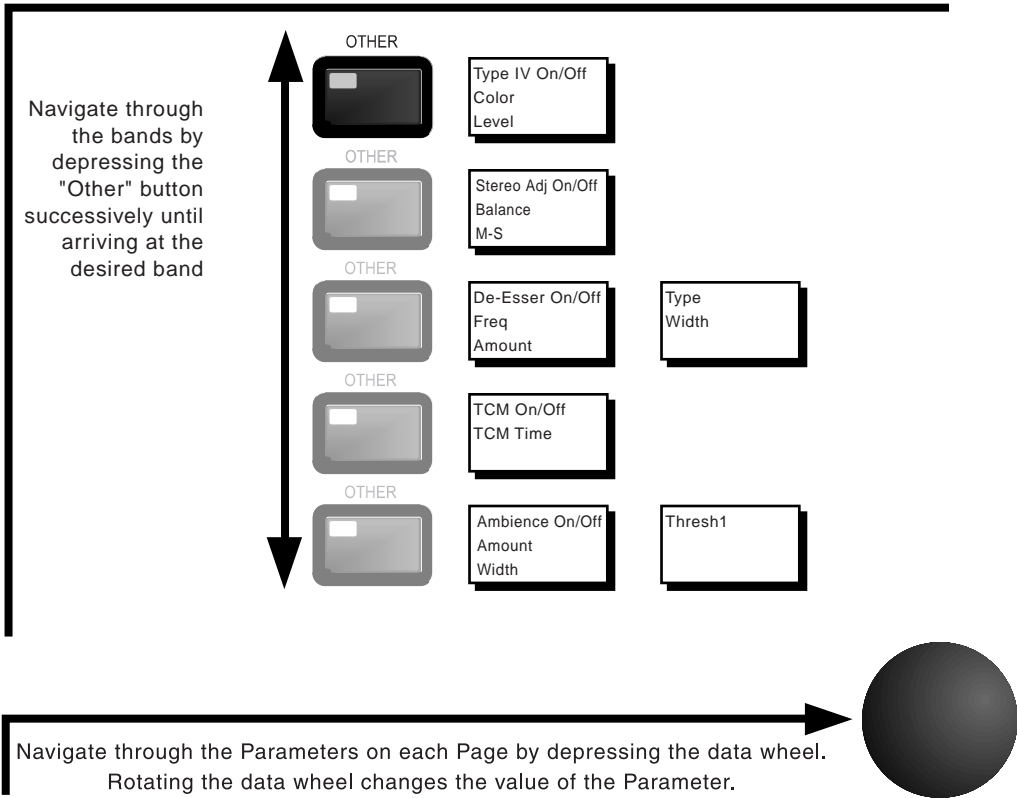 OTHER
Type IV On/Off
Color
Level
Navigate through
the bands by
depressing the
"Other" button
successively until
arriving at the
desired band
OTHER
Stereo Adj On/Off
Balance
M-S
OTHER
De-Esser On/Off
Freq
Amount
Type
Width
OTHER
TCM On/Off
TCM Time
OTHER
Ambience On/Off
Amount
Width
Thresh1
Navigate through the Parameters on each Page by depressing the data wheel.
Rotating the data wheel changes the value of the Parameter.